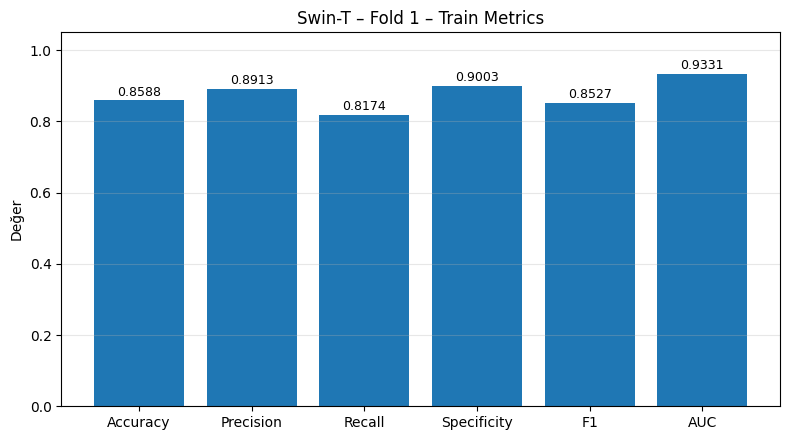 Swin-T – Fold 1 – Train Metrics
Değer
1.0
0.8
0.6
0.4
0.2
0.0
0.8588
0.8913
0.8174
0.9003
0.8527
0.9331
Accuracy
Precision
Recall
Specificity
F1
AUC